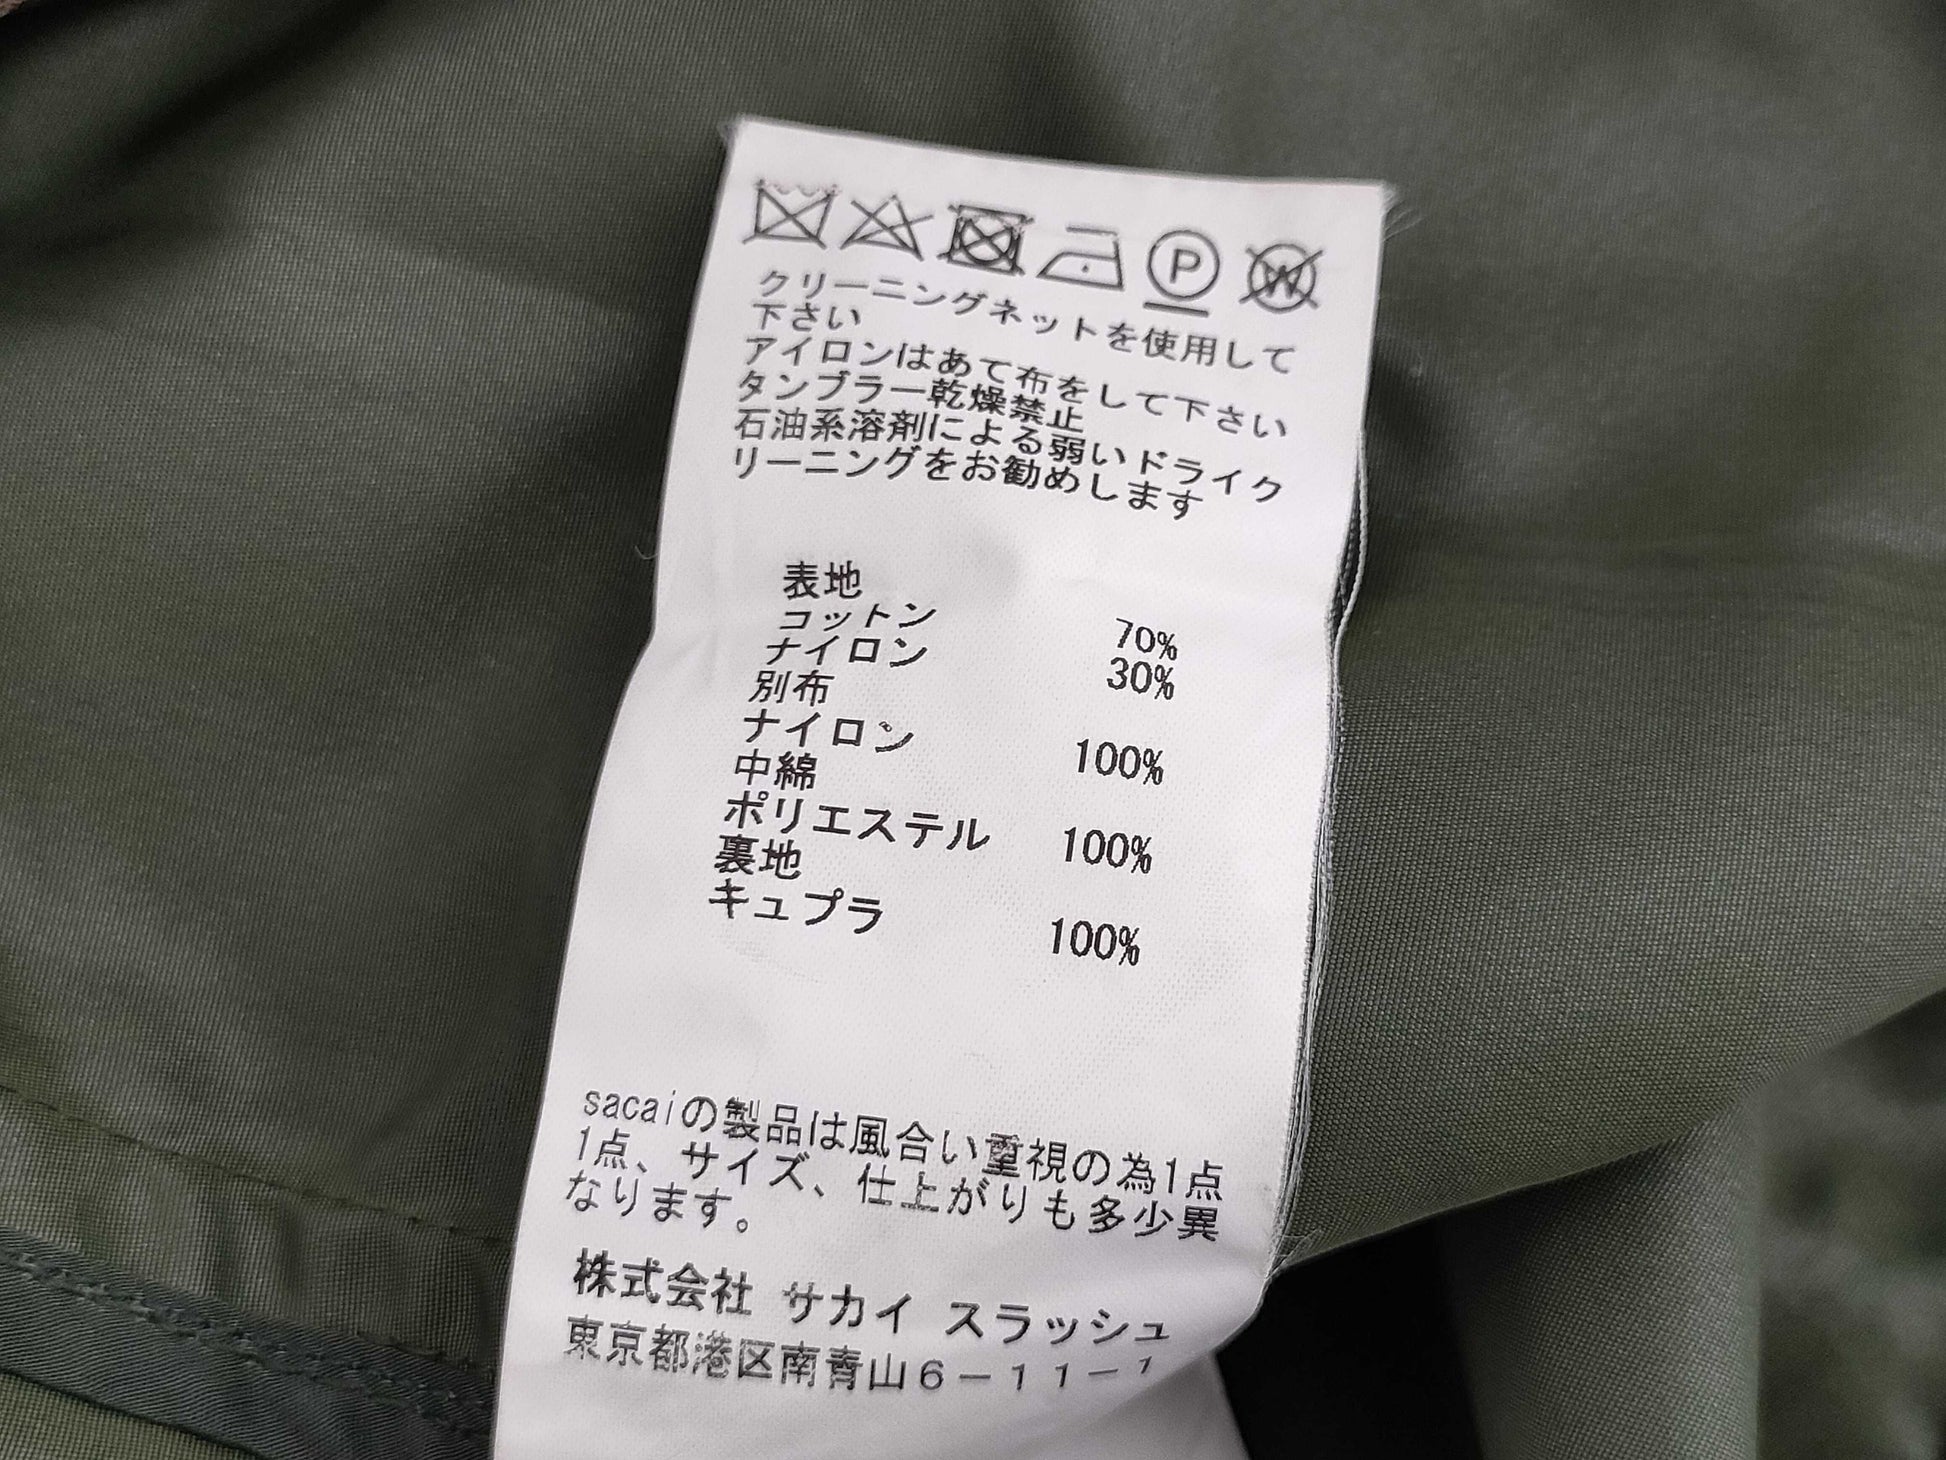 P W
クリーニングネットを使用して
下さい
アイロンはあて布をして下さい
タンブラー乾燥禁止
石油系溶剤による弱いドライク
リーニングをお勧めします
表地
コットン 70%
ナイロン 30%
別布
ナイロン 100%
中綿
ポリエステル 100%
裏地
キュプラ 100%
sacaiの製品は風合い重視の為1点
1点、サイズ、仕上がりも多少異
なります。
株式会社 サカイ スラッシュ
東京都港区南青山6-11-1